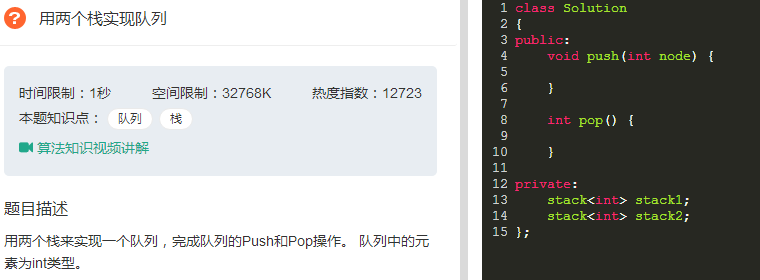 用两个栈实现队列
时间限制：1秒 空间限制：32768K 热度指数：12723
本题知识点： 队列 栈
算法知识视频讲解
题目描述
用两个栈来实现一个队列，完成队列的Push和Pop操作。 队列中的元
素为int类型。
1 class Solution
2 {
3 public:
4     void push(int node) {
5
6     }
7
8     int pop() {
9
10     }
11
12 private:
13     stack<int> stack1;
14     stack<int> stack2;
15 };